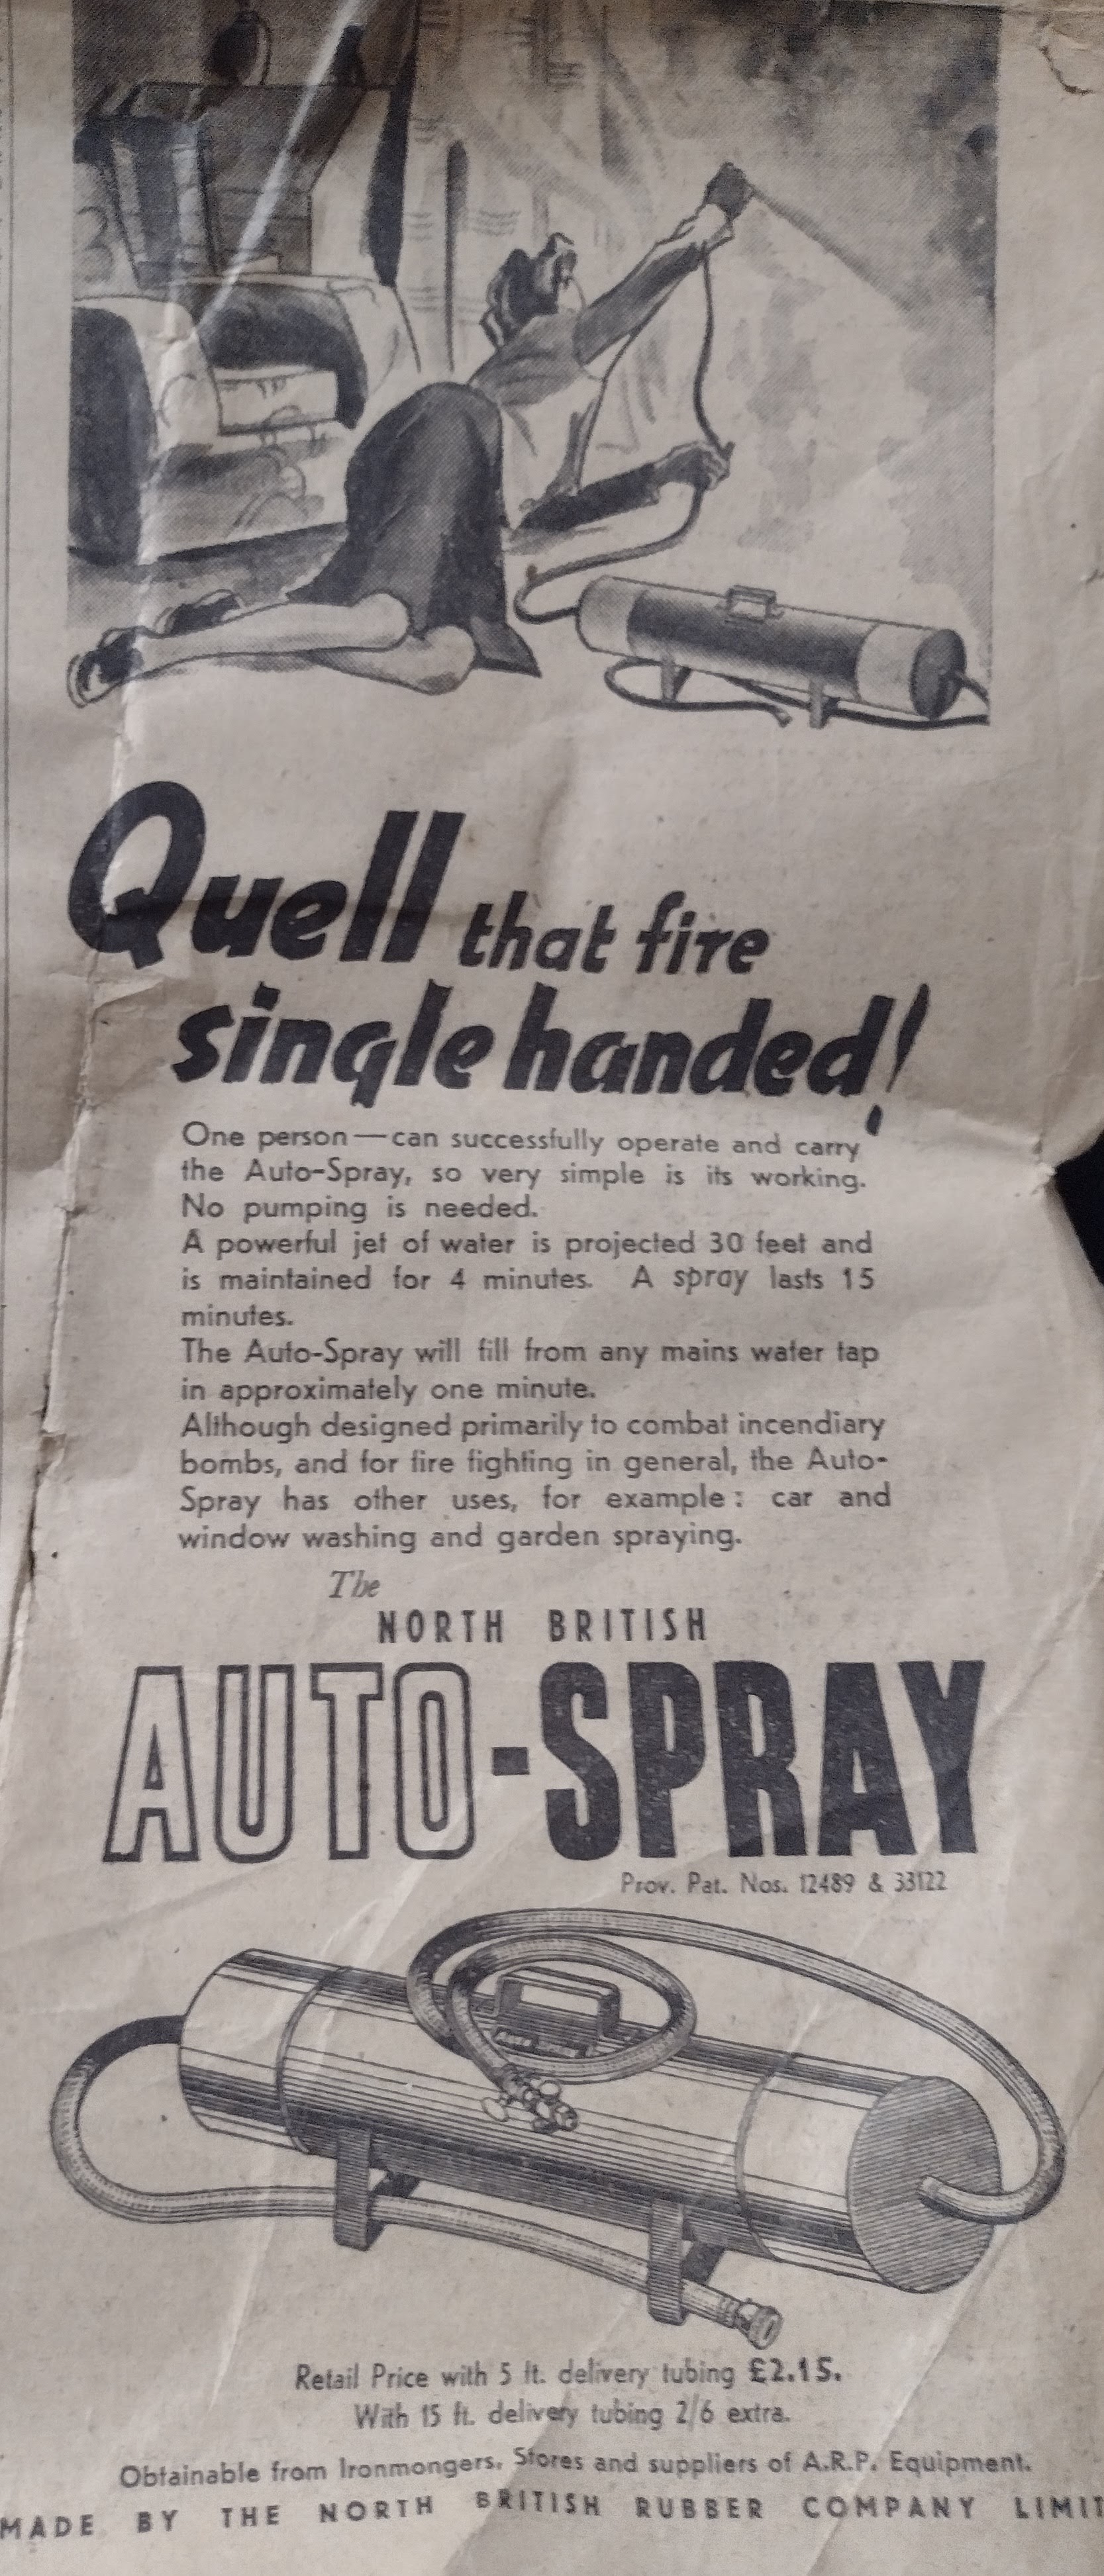 Quell that fire
single handed!
One person—can successfully operate and carry
the Auto-Spray, so very simple is its working.
No pumping is needed.
A powerful jet of water is projected 30 feet and
is maintained for 4 minutes. A spray lasts 15
minutes.
The Auto-Spray will fill from any mains water tap
in approximately one minute.
Although designed primarily to combat incendiary
bombs, and for fire fighting in general, the Auto-
Spray has other uses, for example: car and
window washing and garden spraying.
The
NORTH BRITISH
AUTO-SPRAY
Prov. Pat. Nos. 12489 & 33122
Retail Price with 5 ft. delivery tubing £2.15.
With 15 ft. delivery tubing 2/6 extra.
Obtainable from Ironmongers, Stores and suppliers of A.R.P. Equipment.
MADE BY THE NORTH BRITISH RUBBER COMPANY LIMIT